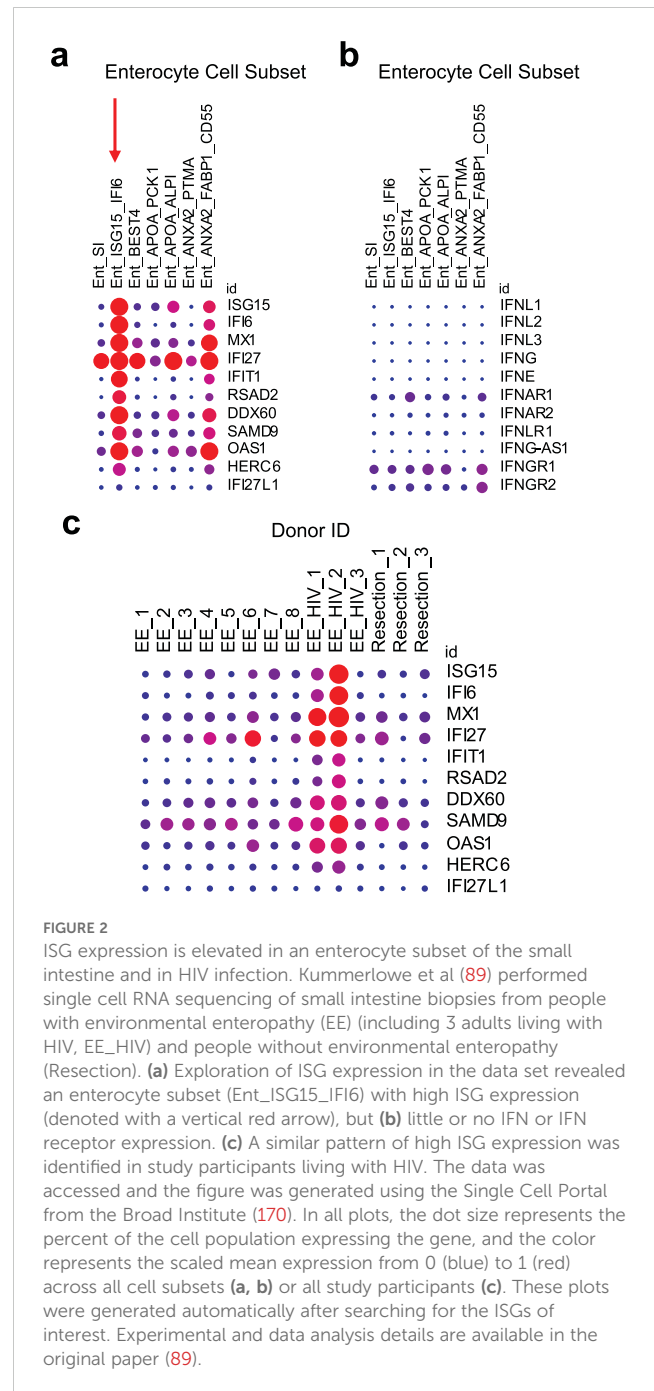 a
Enterocyte Cell Subset
Ent_SI
Ent_ISG15_IFI6
Ent_BEST4
Ent_APOA_PCK1
Ent_APOA_ALPI
Ent_ANXA2_PTMA
Ent_ANXA2_FABP1_CD55
id
ISG15
IFI6
MX1
IFI27
IFIT1
RSAD2
DDX60
SAMD9
OAS1
HERC6
IFI27L1
b
Enterocyte Cell Subset
Ent_SI
Ent_ISG15_IFI6
Ent_BEST4
Ent_APOA_PCK1
Ent_APOA_ALPI
Ent_ANXA2_PTMA
Ent_ANXA2_FABP1_CD55
id
IFNL1
IFNL2
IFNL3
IFNG
IFNE
IFNAR1
IFNAR2
IFNLR1
IFNG-AS1
IFNGR1
IFNGR2
c
Donor ID
EE_1
EE_2
EE_3
EE_4
EE_5
EE_6
EE_7
EE_8
EE_HIV_1
EE_HIV_2
EE_HIV_3
Resection_1
Resection_2
Resection_3
id
ISG15
IFI6
MX1
IFI27
IFIT1
RSAD2
DDX60
SAMD9
OAS1
HERC6
IFI27L1
FIGURE 2
ISG expression is elevated in an enterocyte subset of the small
intestine and in HIV infection. Kummerlowe et al (89) performed
single cell RNA sequencing of small intestine biopsies from people
with environmental enteropathy (EE) (including 3 adults living with
HIV, EE_HIV) and people without environmental enteropathy
(Resection). (a) Exploration of ISG expression in the data set revealed
an enterocyte subset (Ent_ISG15_IFI6) with high ISG expression
(denoted with a vertical red arrow), but (b) little or no IFN or IFN
receptor expression. (c) A similar pattern of high ISG expression was
identified in study participants living with HIV. The data was
accessed and the figure was generated using the Single Cell Portal
from the Broad Institute (170). In all plots, the dot size represents the
percent of the cell population expressing the gene, and the color
represents the scaled mean expression from 0 (blue) to 1 (red)
across all cell subsets (a, b) or all study participants (c). These plots
were generated automatically after searching for the ISGs of
interest. Experimental and data analysis details are available in the
original paper (89).